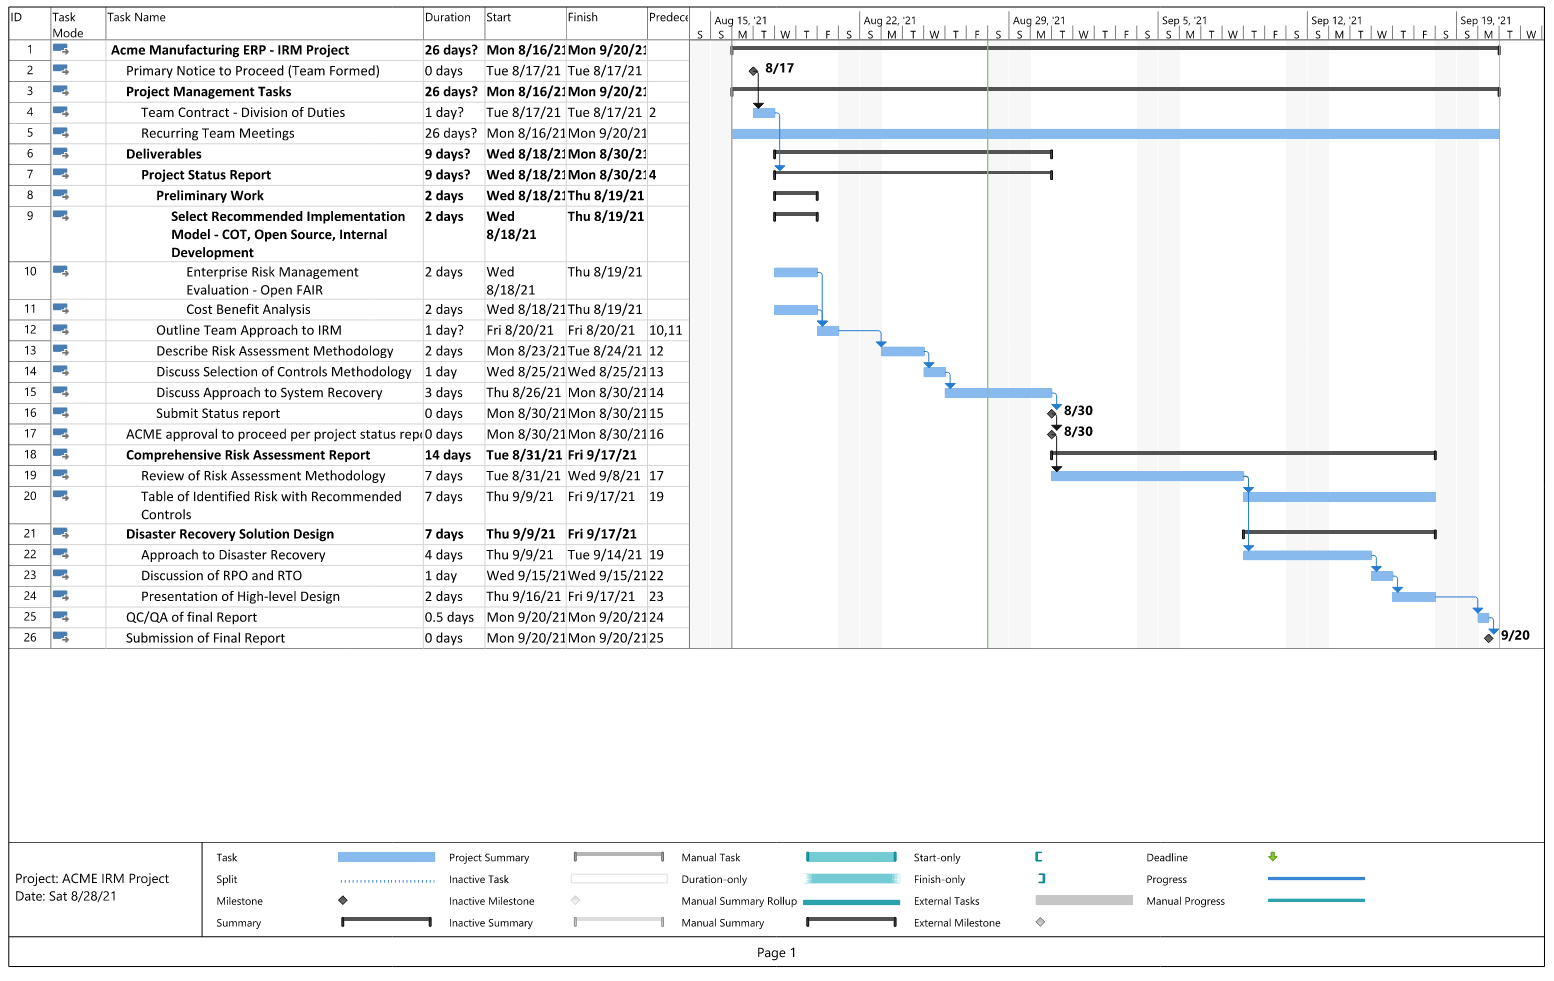 ID Task Mode Task Name Duration Start Finish Predece Aug 15, '21 Aug 22, '21 Aug 29, '21 Sep 5, '21 Sep 12, '21 Sep 19, '21
S S M T W T F S S M T W T F S S M T W T F S S M T W T F S S M T W T F S S M T W
1 Acme Manufacturing ERP - IRM Project 26 days? Mon 8/16/21 Mon 9/20/21
2 Primary Notice to Proceed (Team Formed) 0 days Tue 8/17/21 Tue 8/17/21 8/17
3 Project Management Tasks 26 days? Mon 8/16/21 Mon 9/20/21
4 Team Contract - Division of Duties 1 day? Tue 8/17/21 Tue 8/17/21 2
5 Recurring Team Meetings 26 days? Mon 8/16/21 Mon 9/20/21
6 Deliverables 9 days? Wed 8/18/21 Mon 8/30/21
7 Project Status Report 9 days? Wed 8/18/21 Mon 8/30/21 4
8 Preliminary Work 2 days Wed 8/18/21 Thu 8/19/21
9 Select Recommended Implementation 2 days Wed Thu 8/19/21
Model - COT, Open Source, Internal 8/18/21
Development
10 Enterprise Risk Management 2 days Wed Thu 8/19/21
Evaluation - Open FAIR 8/18/21
11 Cost Benefit Analysis 2 days Wed 8/18/21 Thu 8/19/21
12 Outline Team Approach to IRM 1 day? Fri 8/20/21 Fri 8/20/21 10,11
13 Describe Risk Assessment Methodology 2 days Mon 8/23/21 Tue 8/24/21 12
14 Discuss Selection of Controls Methodology 1 day Wed 8/25/21 Wed 8/25/21 13
15 Discuss Approach to System Recovery 3 days Thu 8/26/21 Mon 8/30/21 14
16 Submit Status report 0 days Mon 8/30/21 Mon 8/30/21 15 8/30
17 ACME approval to proceed per project status repo 0 days Mon 8/30/21 Mon 8/30/21 16 8/30
18 Comprehensive Risk Assessment Report 14 days Tue 8/31/21 Fri 9/17/21
19 Review of Risk Assessment Methodology 7 days Tue 8/31/21 Wed 9/8/21 17
20 Table of Identified Risk with Recommended 7 days Thu 9/9/21 Fri 9/17/21 19
Controls
21 Disaster Recovery Solution Design 7 days Thu 9/9/21 Fri 9/17/21
22 Approach to Disaster Recovery 4 days Thu 9/9/21 Tue 9/14/21 19
23 Discussion of RPO and RTO 1 day Wed 9/15/21 Wed 9/15/21 22
24 Presentation of High-level Design 2 days Thu 9/16/21 Fri 9/17/21 23
25 QC/QA of final Report 0.5 days Mon 9/20/21 Mon 9/20/21 24
26 Submission of Final Report 0 days Mon 9/20/21 Mon 9/20/21 25 9/20
Project: ACME IRM Project
Date: Sat 8/28/21
Task Project Summary Manual Task Start-only Deadline
Split Inactive Task Duration-only Finish-only Progress
Milestone Inactive Milestone Manual Summary Rollup External Tasks Manual Progress
Summary Inactive Summary Manual Summary External Milestone
Page 1